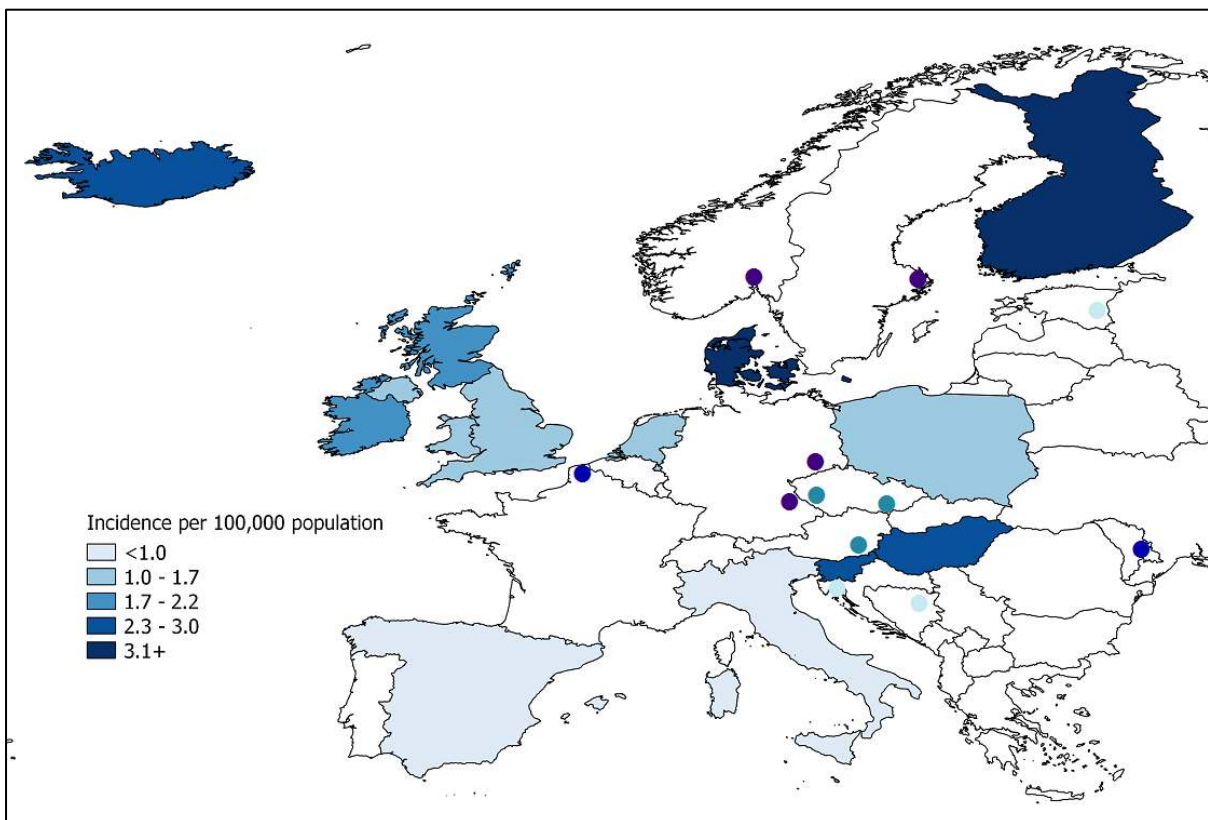 Incidence per 100,000 population
<1.0
1.0 - 1.7
1.7 - 2.2
2.3 - 3.0
3.1+